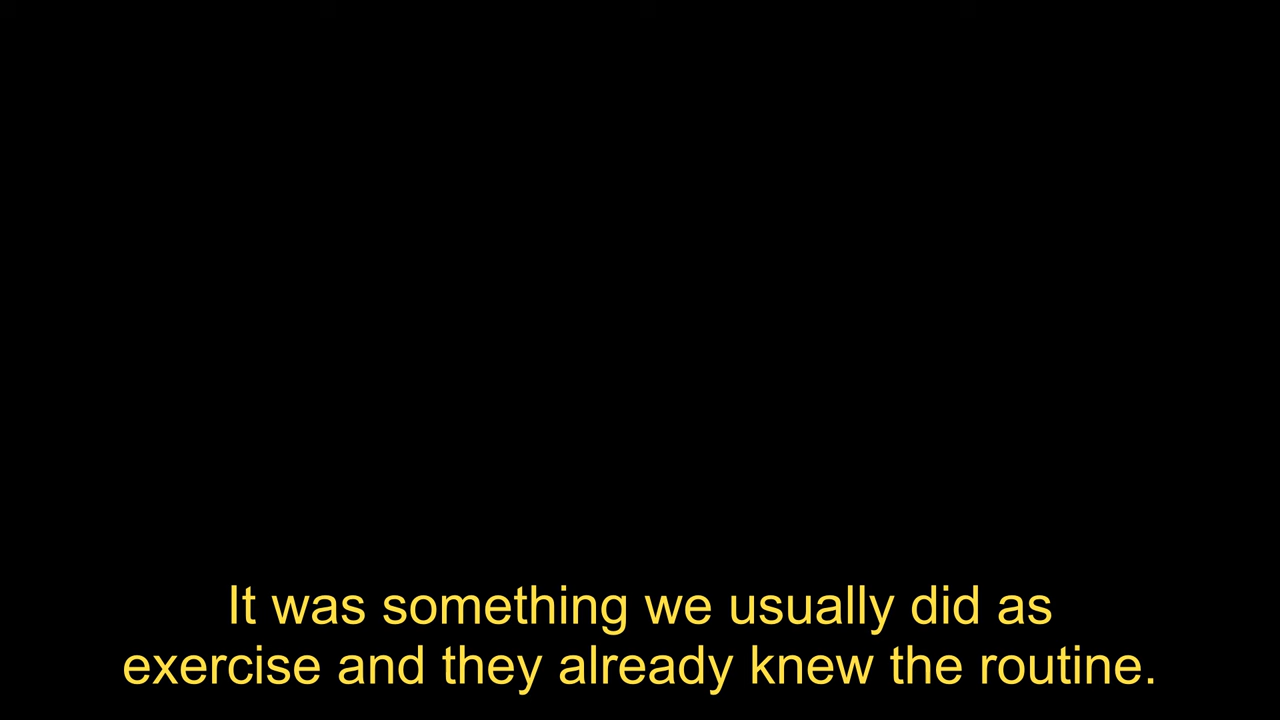 It was something we usually did as
exercise and they already knew the routine.